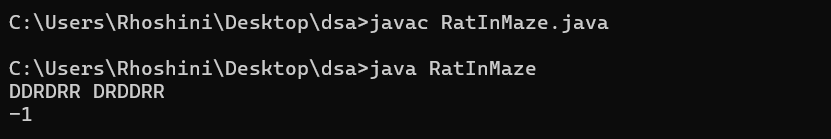 C:\Users\Rhoshini\Desktop\dsa>javac RatInMaze.java
C:\Users\Rhoshini\Desktop\dsa>java RatInMaze
DDRDRR DRDDRR
-1